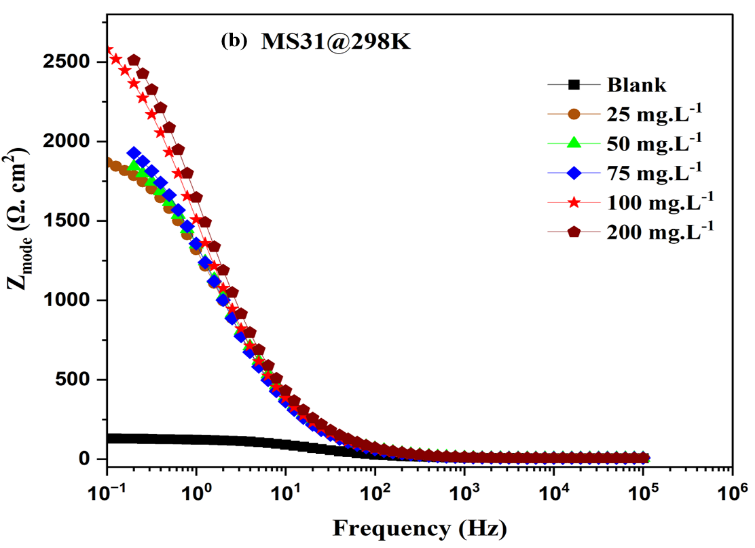 (b) MS31@298K
Blank
25 mg.L⁻¹
50 mg.L⁻¹
75 mg.L⁻¹
100 mg.L⁻¹
200 mg.L⁻¹
Z_mode (Ω. cm²)
2500
2000
1500
1000
500
0
10⁻¹ 10⁰ 10¹ 10² 10³ 10⁴ 10⁵ 10⁶
Frequency (Hz)